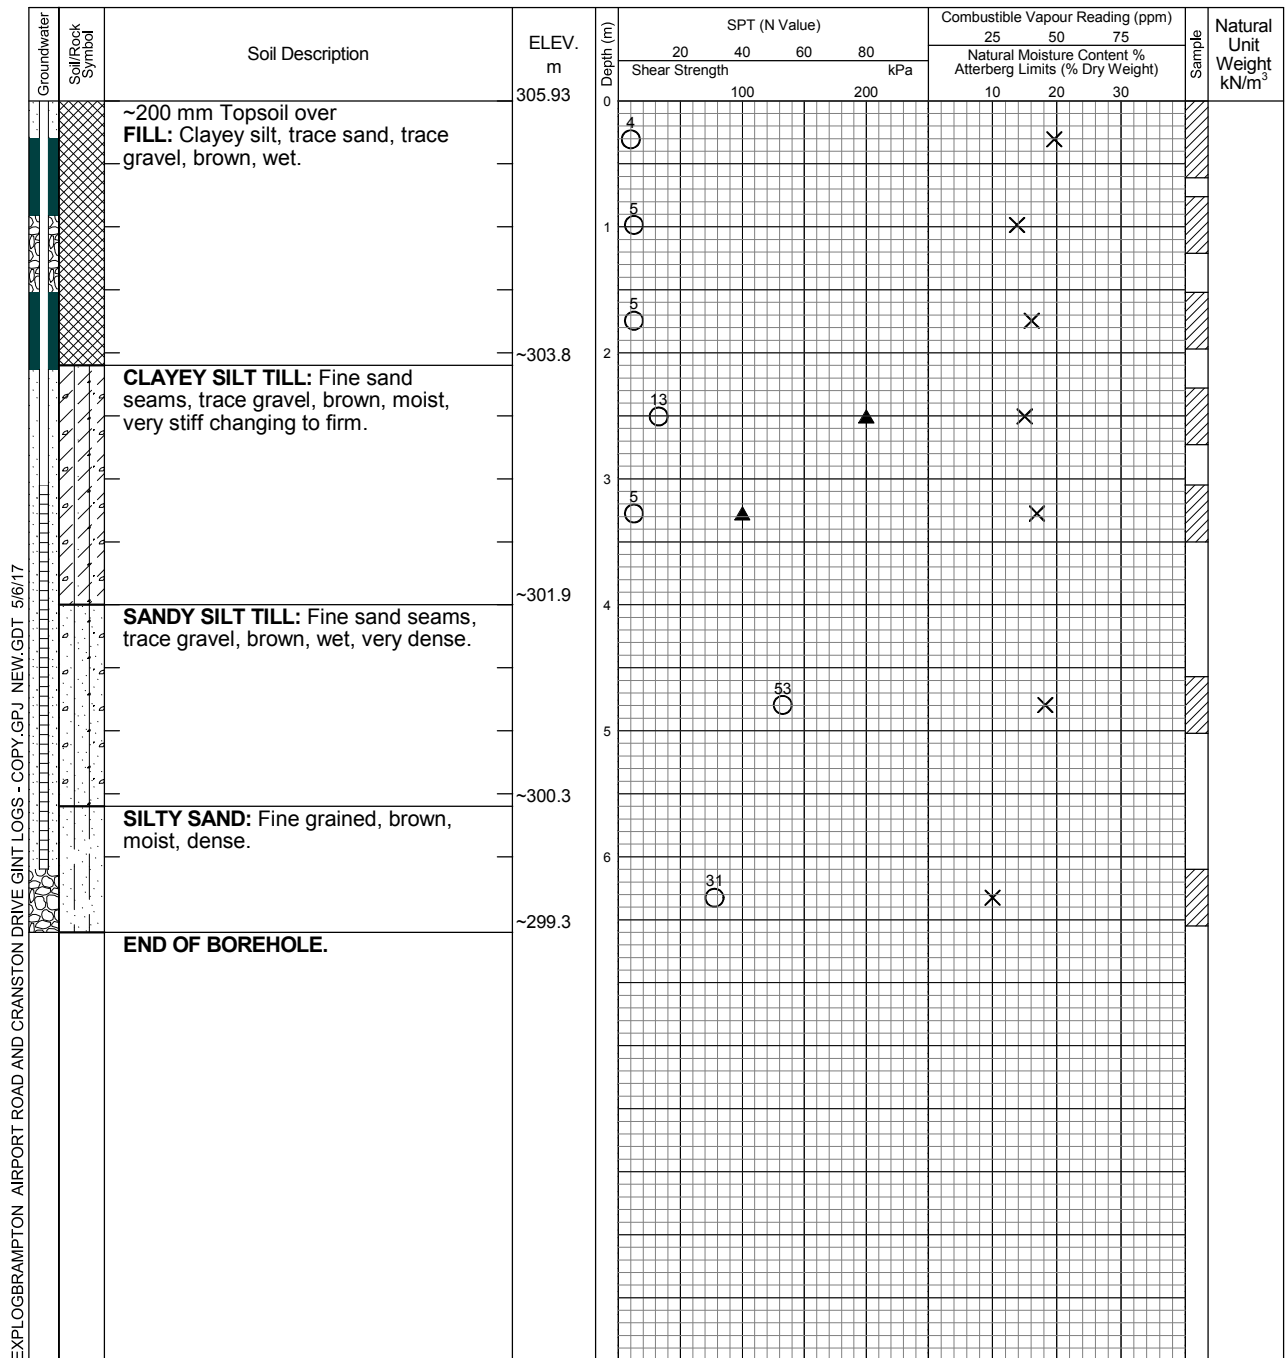 Groundwater
Soil/Rock
Symbol
Soil Description
ELEV.
m
305.93
Depth (m)
SPT (N Value)
20 40 60 80
Shear Strength kPa
100 200
Combustible Vapour Reading (ppm)
25 50 75
Natural Moisture Content %
Atterberg Limits (% Dry Weight)
10 20 30
Sample
Natural
Unit
Weight
kN/m3
0
~200 mm Topsoil over
FILL: Clayey silt, trace sand, trace
gravel, brown, wet.
4
5
1
5
2
~303.8
CLAYEY SILT TILL: Fine sand
seams, trace gravel, brown, moist,
very stiff changing to firm.
13
3
5
~301.9
4
SANDY SILT TILL: Fine sand seams,
trace gravel, brown, wet, very dense.
53
5
~300.3
SILTY SAND: Fine grained, brown,
moist, dense.
6
31
~299.3
END OF BOREHOLE.
EXPLOGBRAMPTON AIRPORT ROAD AND CRANSTON DRIVE GINT LOGS - COPY.GPJ NEW.GDT 5/6/17